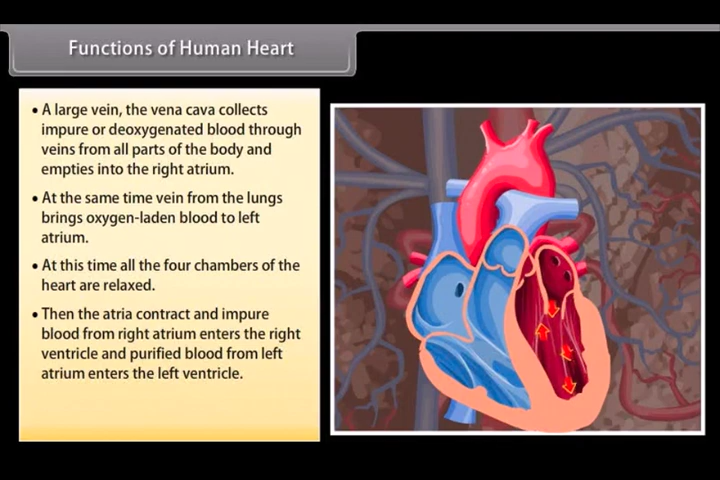 Functions of Human Heart
• A large vein, the vena cava collects
impure or deoxygenated blood through
veins from all parts of the body and
empties into the right atrium.
• At the same time vein from the lungs
brings oxygen-laden blood to left
atrium.
• At this time all the four chambers of the
heart are relaxed.
• Then the atria contract and impure
blood from right atrium enters the right
ventricle and purified blood from left
atrium enters the left ventricle.